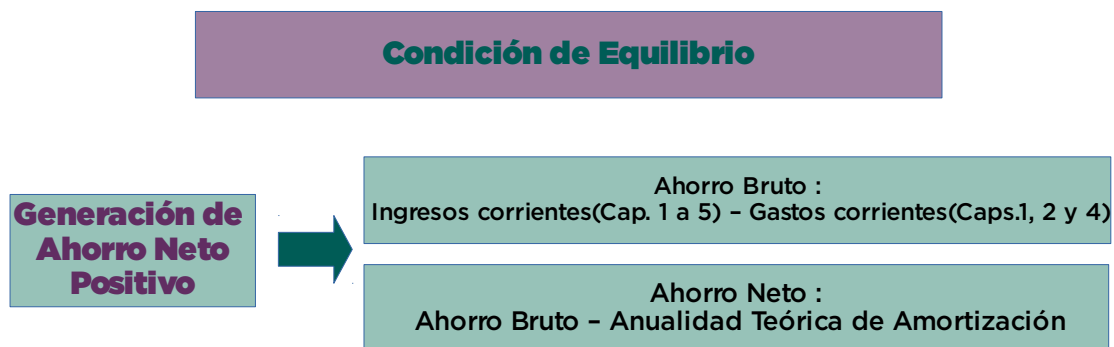 Condición de Equilibrio
Generación de
Ahorro Neto
Positivo
Ahorro Bruto :
Ingresos corrientes(Cap. 1 a 5) – Gastos corrientes(Caps.1, 2 y 4)
Ahorro Neto :
Ahorro Bruto – Anualidad Teórica de Amortización